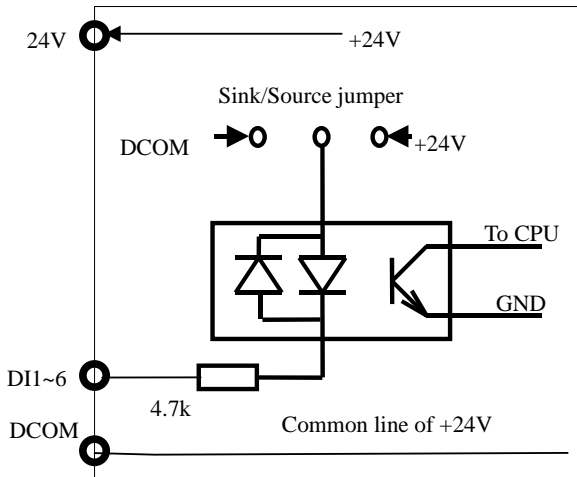 24V
+24V
Sink/Source jumper
DCOM
+24V
To CPU
GND
DI1~6
4.7k
DCOM
Common line of +24V